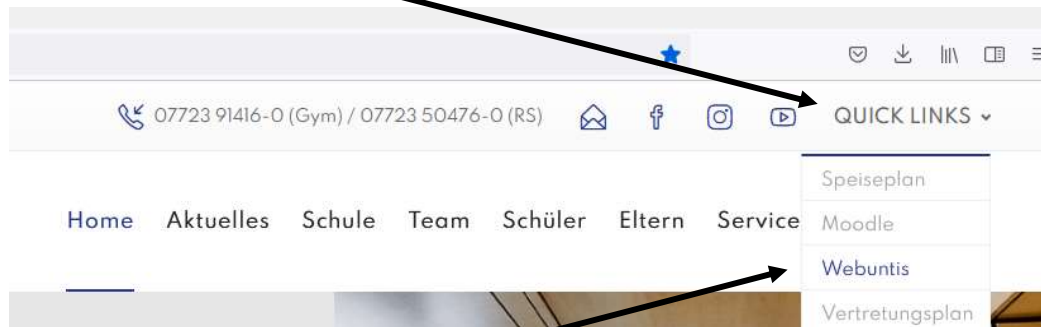 07723 91416-0 (Gym) / 07723 50476-0 (RS) QUICK LINKS
Home Aktuelles Schule Team Schüler Eltern Service
Speiseplan
Moodle
Webuntis
Vertretungsplan